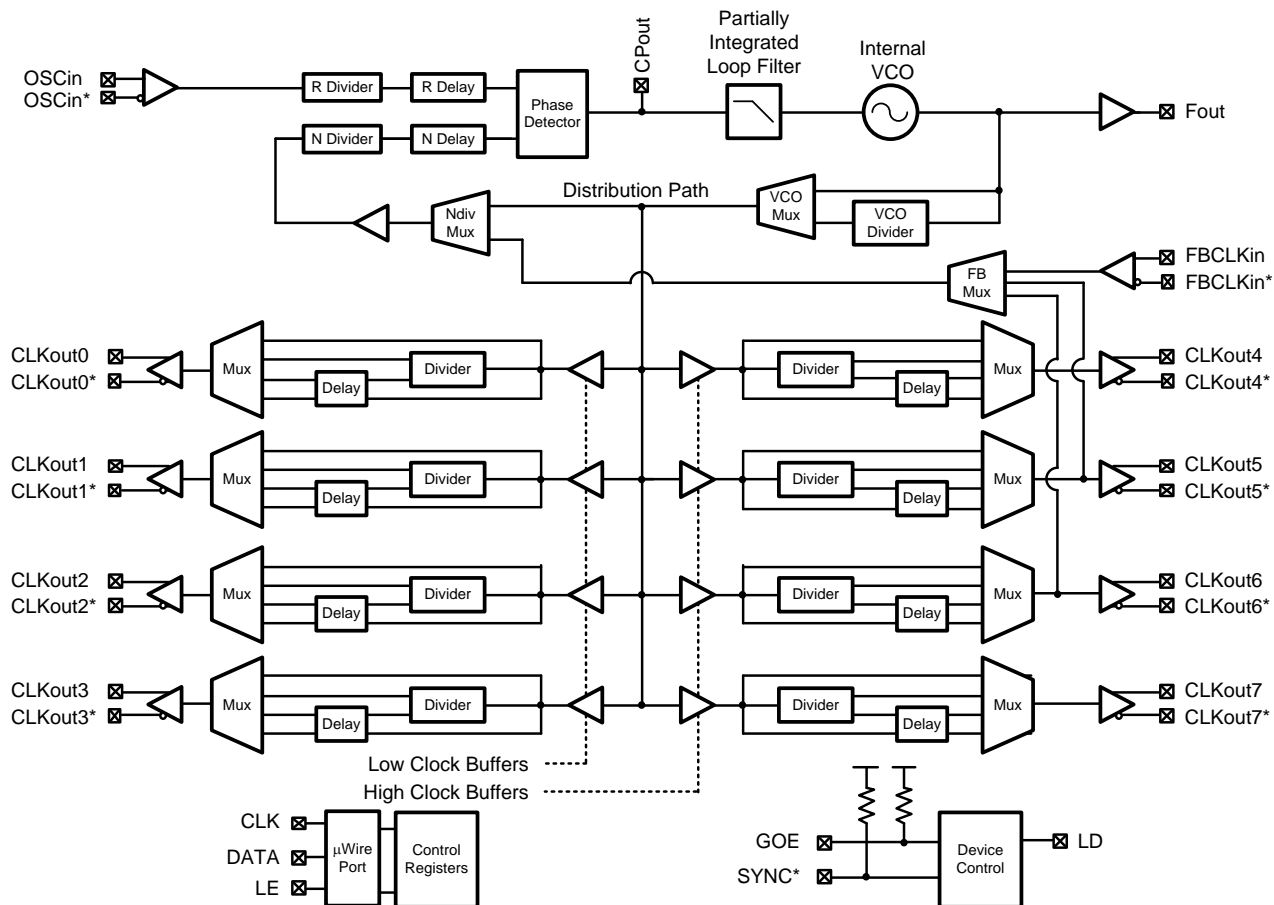 Partially
Integrated
Loop Filter
Internal
VCO
CPout
OSCin
OSCin*
R Divider
R Delay
Phase
Detector
N Divider
N Delay
Fout
Distribution Path
Ndiv
Mux
VCO
Mux
VCO
Divider
FB
Mux
FBCLKin
FBCLKin*
CLKout0
CLKout0*
Mux
Divider
Delay
Divider
Delay
Mux
CLKout4
CLKout4*
CLKout1
CLKout1*
Mux
Divider
Delay
Divider
Delay
Mux
CLKout5
CLKout5*
CLKout2
CLKout2*
Mux
Divider
Delay
Divider
Delay
Mux
CLKout6
CLKout6*
CLKout3
CLKout3*
Mux
Divider
Delay
Divider
Delay
Mux
CLKout7
CLKout7*
Low Clock Buffers
High Clock Buffers
CLK
DATA
LE
µWire
Port
Control
Registers
GOE
SYNC*
Device
Control
LD